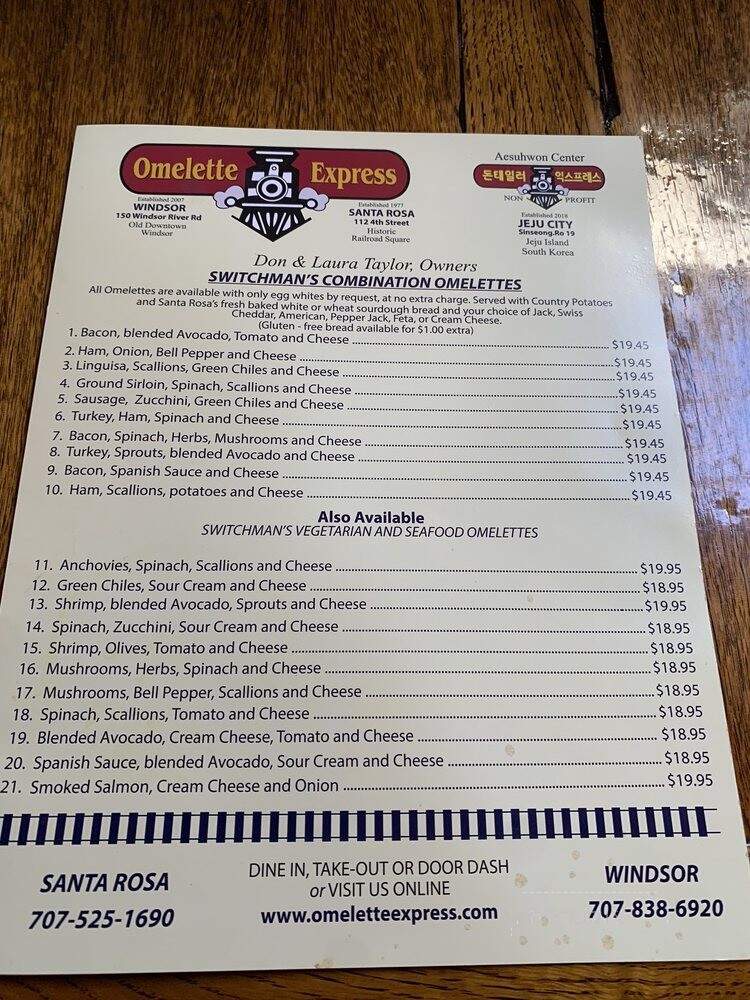 Omelette Express
Established 2007
WINDSOR
150 Windsor River Rd
Old Downtown
Windsor
Established 1977
SANTA ROSA
112 4th Street
Historic
Railroad Square
Aesuhwon Center
돈테일러 익스프레스
NON PROFIT
Established 2018
JEJU CITY
Sinseong.Ro 19
Jeju Island
South Korea
Don & Laura Taylor, Owners
SWITCHMAN'S COMBINATION OMELETTES
All Omelettes are available with only egg whites by request, at no extra charge. Served with Country Potatoes
and Santa Rosa's fresh baked white or wheat sourdough bread and your choice of Jack, Swiss
Cheddar, American, Pepper Jack, Feta, or Cream Cheese.
(Gluten - free bread available for $1.00 extra)
1. Bacon, blended Avocado, Tomato and Cheese $19.45
2. Ham, Onion, Bell Pepper and Cheese $19.45
3. Linguisa, Scallions, Green Chiles and Cheese $19.45
4. Ground Sirloin, Spinach, Scallions and Cheese $19.45
5. Sausage, Zucchini, Green Chiles and Cheese $19.45
6. Turkey, Ham, Spinach and Cheese $19.45
7. Bacon, Spinach, Herbs, Mushrooms and Cheese $19.45
8. Turkey, Sprouts, blended Avocado and Cheese $19.45
9. Bacon, Spanish Sauce and Cheese $19.45
10. Ham, Scallions, potatoes and Cheese $19.45
Also Available
SWITCHMAN'S VEGETARIAN AND SEAFOOD OMELETTES
11. Anchovies, Spinach, Scallions and Cheese $19.95
12. Green Chiles, Sour Cream and Cheese $18.95
13. Shrimp, blended Avocado, Sprouts and Cheese $19.95
14. Spinach, Zucchini, Sour Cream and Cheese $18.95
15. Shrimp, Olives, Tomato and Cheese $18.95
16. Mushrooms, Herbs, Spinach and Cheese $18.95
17. Mushrooms, Bell Pepper, Scallions and Cheese $18.95
18. Spinach, Scallions, Tomato and Cheese $18.95
19. Blended Avocado, Cream Cheese, Tomato and Cheese $18.95
20. Spanish Sauce, blended Avocado, Sour Cream and Cheese $18.95
21. Smoked Salmon, Cream Cheese and Onion $19.95
SANTA ROSA
707-525-1690
DINE IN, TAKE-OUT OR DOOR DASH
or VISIT US ONLINE
www.omeletteexpress.com
WINDSOR
707-838-6920